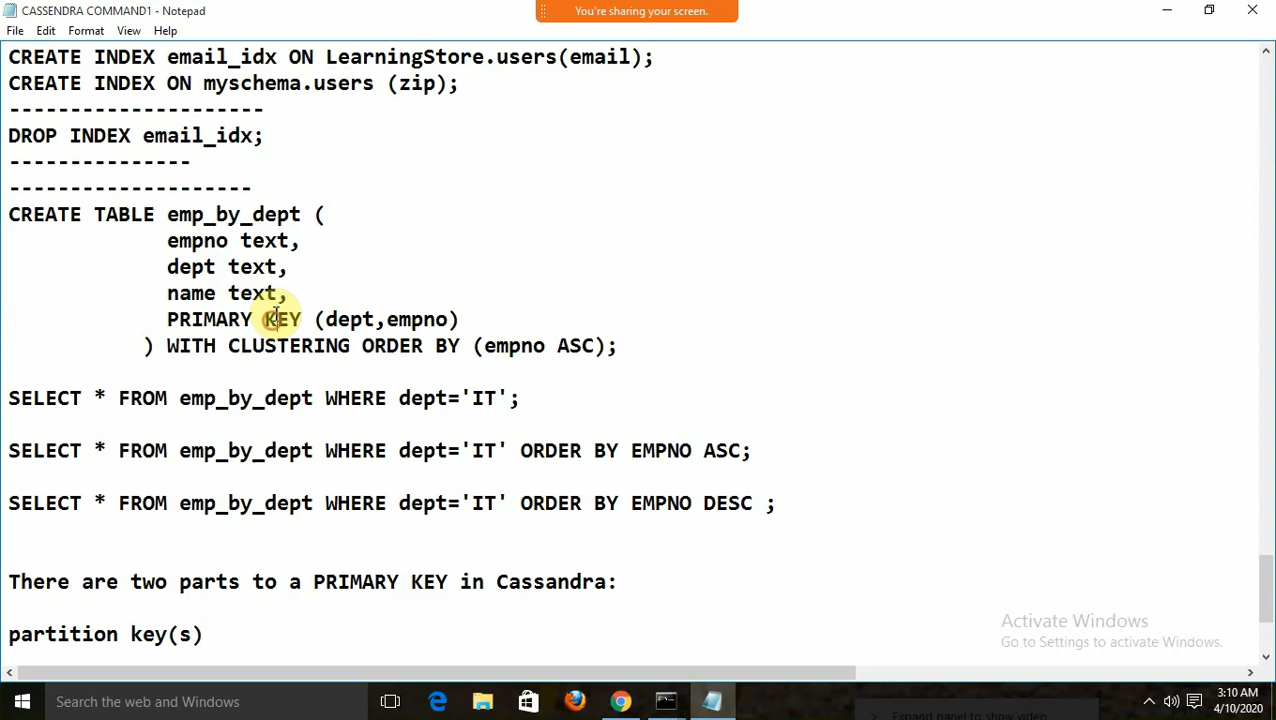 CASSENDRA COMMAND1 - Notepad
You're sharing your screen.
File Edit Format View Help
CREATE INDEX email_idx ON LearningStore.users(email);
CREATE INDEX ON myschema.users (zip);
---------------------
DROP INDEX email_idx;
---------------
--------------------
CREATE TABLE emp_by_dept (
empno text,
dept text,
name text,
PRIMARY KEY (dept,empno)
) WITH CLUSTERING ORDER BY (empno ASC);
SELECT * FROM emp_by_dept WHERE dept='IT';
SELECT * FROM emp_by_dept WHERE dept='IT' ORDER BY EMPNO ASC;
SELECT * FROM emp_by_dept WHERE dept='IT' ORDER BY EMPNO DESC ;
There are two parts to a PRIMARY KEY in Cassandra:
partition key(s)
Activate Windows
Go to Settings to activate Windows.
Search the web and Windows
3:10 AM
4/10/2020
Expand panel to show video